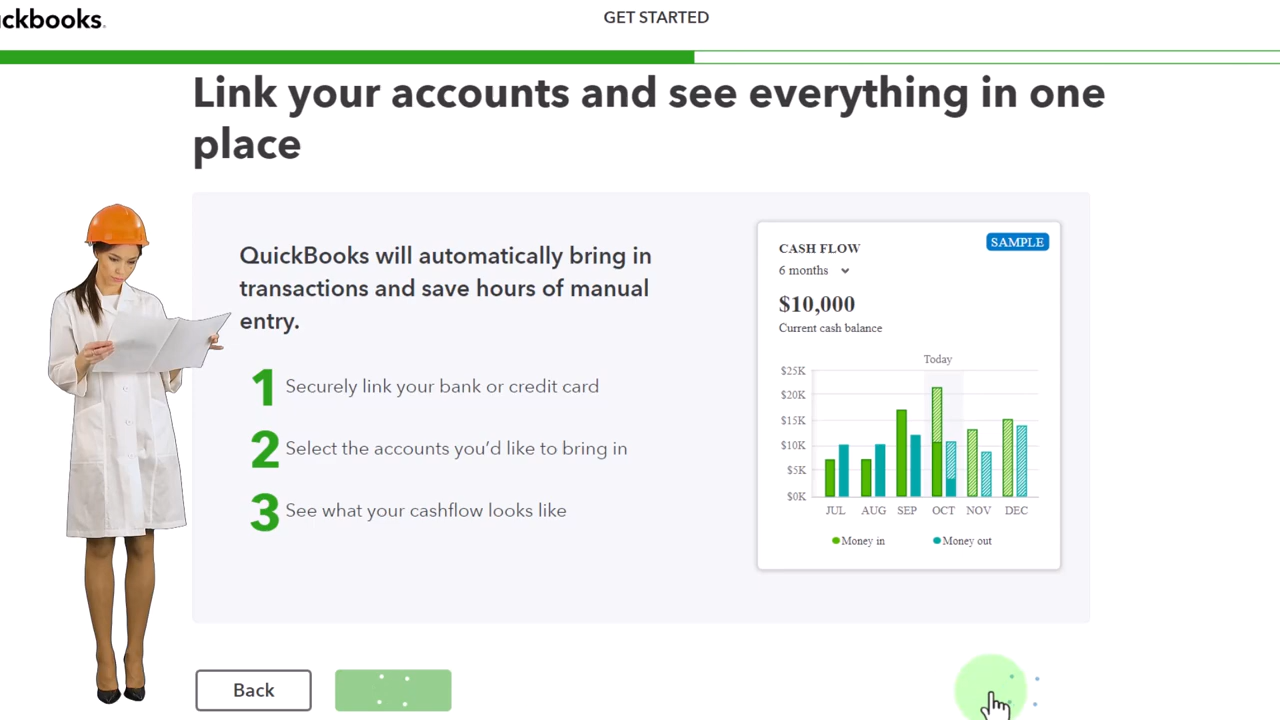 ckbooks.
GET STARTED
Link your accounts and see everything in one
place
QuickBooks will automatically bring in
transactions and save hours of manual
entry.
1 Securely link your bank or credit card
2 Select the accounts you’d like to bring in
3 See what your cashflow looks like
CASH FLOW
SAMPLE
6 months
$10,000
Current cash balance
Today
$25K
$20K
$15K
$10K
$5K
$0K
JUL AUG SEP OCT NOV DEC
Money in Money out
Back